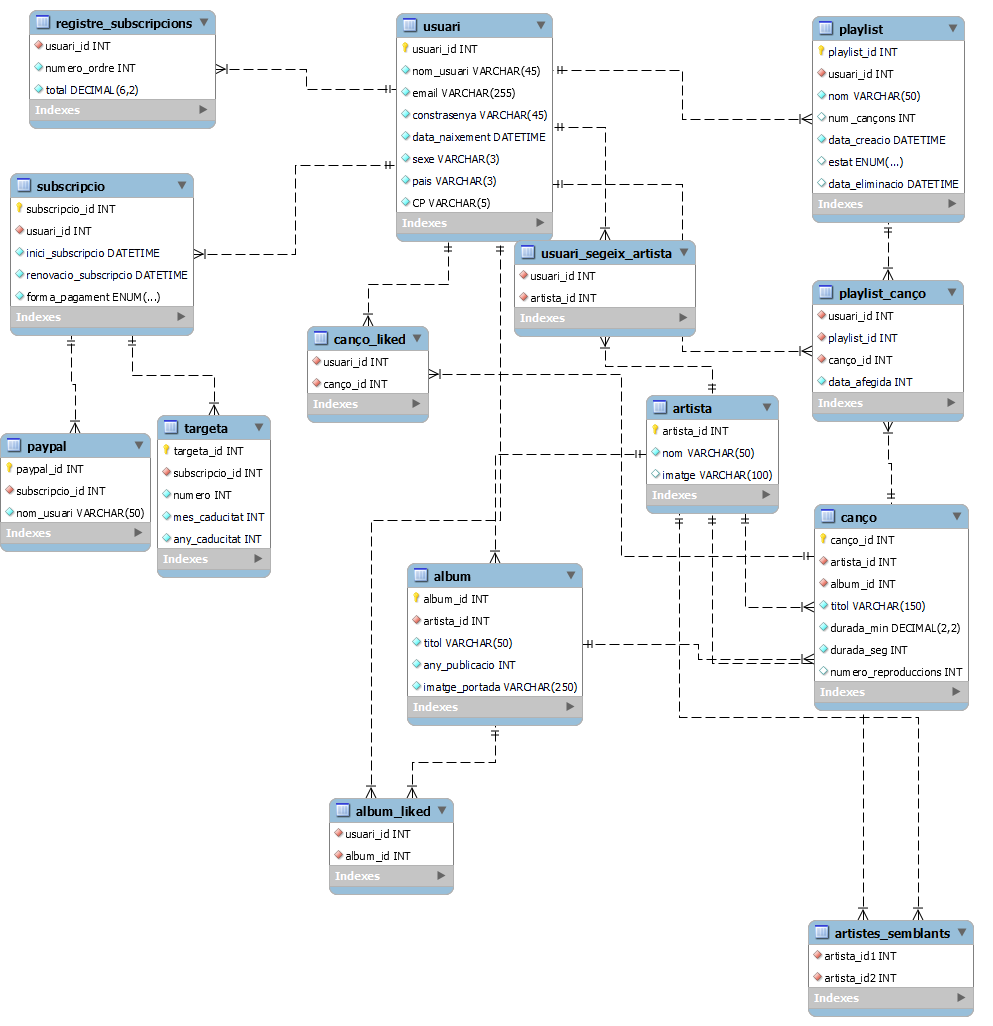 registre_subscripcions
usuari_id INT
numero_ordre INT
total DECIMAL(6,2)
Indexes
usuari
usuari_id INT
nom_usuari VARCHAR(45)
email VARCHAR(255)
constrasenya VARCHAR(45)
data_naixement DATETIME
sexe VARCHAR(3)
pais VARCHAR(3)
CP VARCHAR(5)
Indexes
playlist
playlist_id INT
usuari_id INT
nom VARCHAR(50)
num_cançons INT
data_creacio DATETIME
estat ENUM(...)
data_eliminacio DATETIME
Indexes
subscripcio
subscripcio_id INT
usuari_id INT
inici_subscripcio DATETIME
renovacio_subscripcio DATETIME
forma_pagament ENUM(...)
Indexes
usuari_segeix_artista
usuari_id INT
artista_id INT
Indexes
playlist_canço
usuari_id INT
playlist_id INT
canço_id INT
data_afegida INT
Indexes
canço_liked
usuari_id INT
canço_id INT
Indexes
artista
artista_id INT
nom VARCHAR(50)
imatge VARCHAR(100)
Indexes
paypal
paypal_id INT
subscripcio_id INT
nom_usuari VARCHAR(50)
Indexes
targeta
targeta_id INT
subscripcio_id INT
numero INT
mes_caducitat INT
any_caducitat INT
Indexes
canço
canço_id INT
artista_id INT
album_id INT
titol VARCHAR(150)
durada_min DECIMAL(2,2)
durada_seg INT
numero_reproduccions INT
Indexes
album
album_id INT
artista_id INT
titol VARCHAR(50)
any_publicacio INT
imatge_portada VARCHAR(250)
Indexes
album_liked
usuari_id INT
album_id INT
Indexes
artistes_semblants
artista_id1 INT
artista_id2 INT
Indexes